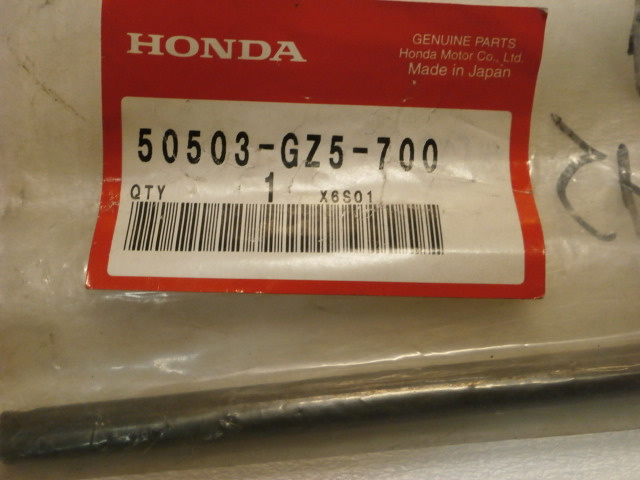 HONDA
GENUINE PARTS
Honda Motor Co., Ltd.
Made in Japan
50503-GZ5-700
QTY 1 X6S01